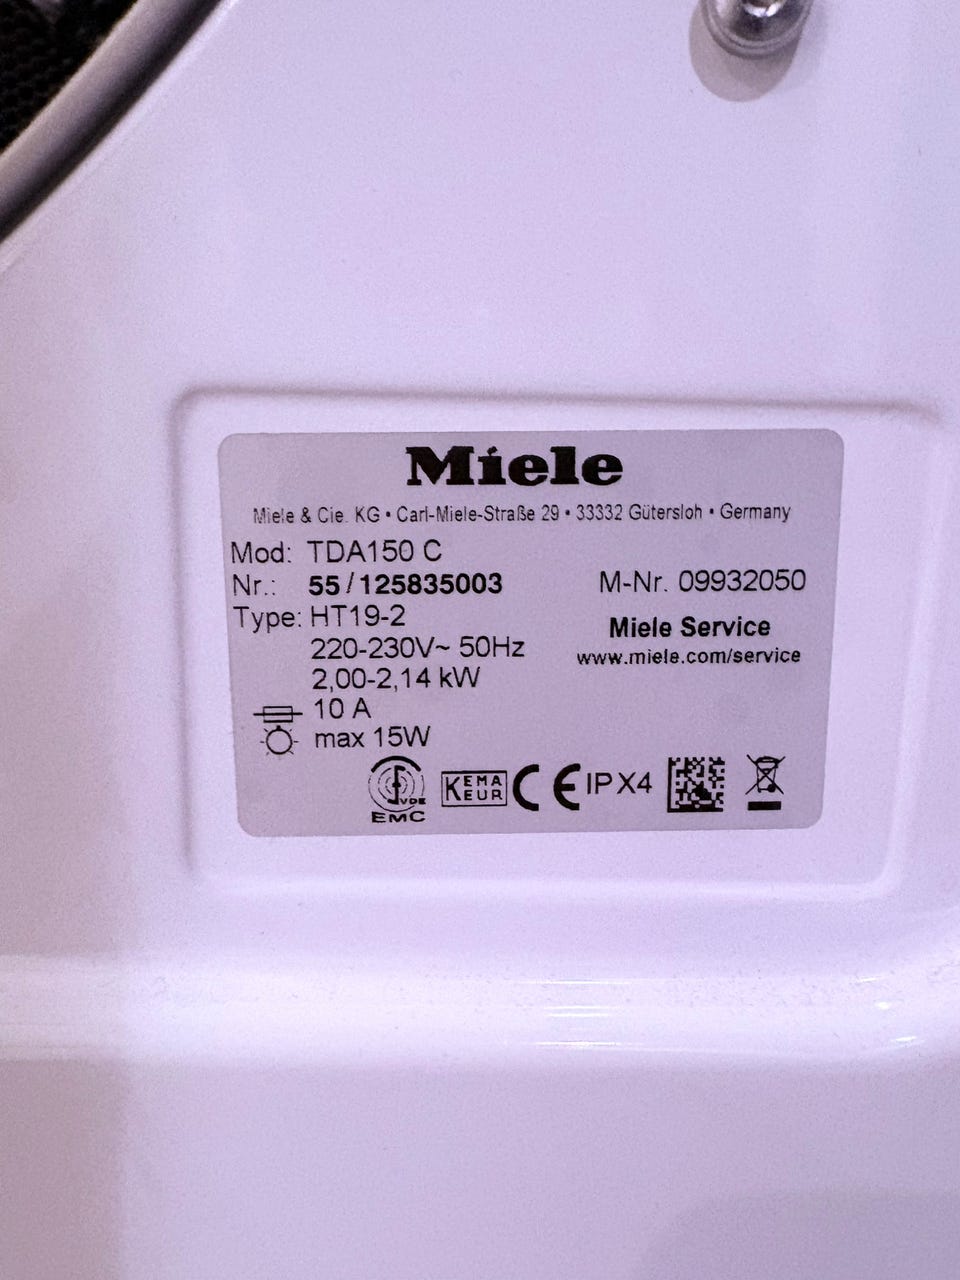 Miele
Miele & Cie. KG • Carl-Miele-Straße 29 • 33332 Gütersloh • Germany
Mod: TDA150 C
Nr.: 55/125835003 M-Nr. 09932050
Type: HT19-2 Miele Service
220-230V~ 50Hz www.miele.com/service
2,00-2,14 kW
10 A
max 15W
VDE
EMC
KEMA
KEUR
CE IPX4